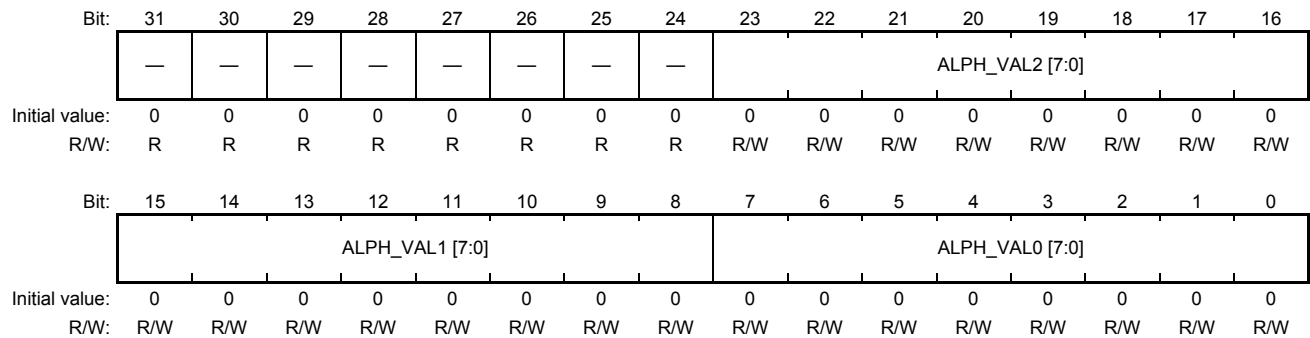 Bit: 31 30 29 28 27 26 25 24 23 22 21 20 19 18 17 16
— — — — — — — — ALPH_VAL2 [7:0]
Initial value: 0 0 0 0 0 0 0 0 0 0 0 0 0 0 0 0
R/W: R R R R R R R R R/W R/W R/W R/W R/W R/W R/W R/W
Bit: 15 14 13 12 11 10 9 8 7 6 5 4 3 2 1 0
ALPH_VAL1 [7:0] ALPH_VAL0 [7:0]
Initial value: 0 0 0 0 0 0 0 0 0 0 0 0 0 0 0 0
R/W: R/W R/W R/W R/W R/W R/W R/W R/W R/W R/W R/W R/W R/W R/W R/W R/W